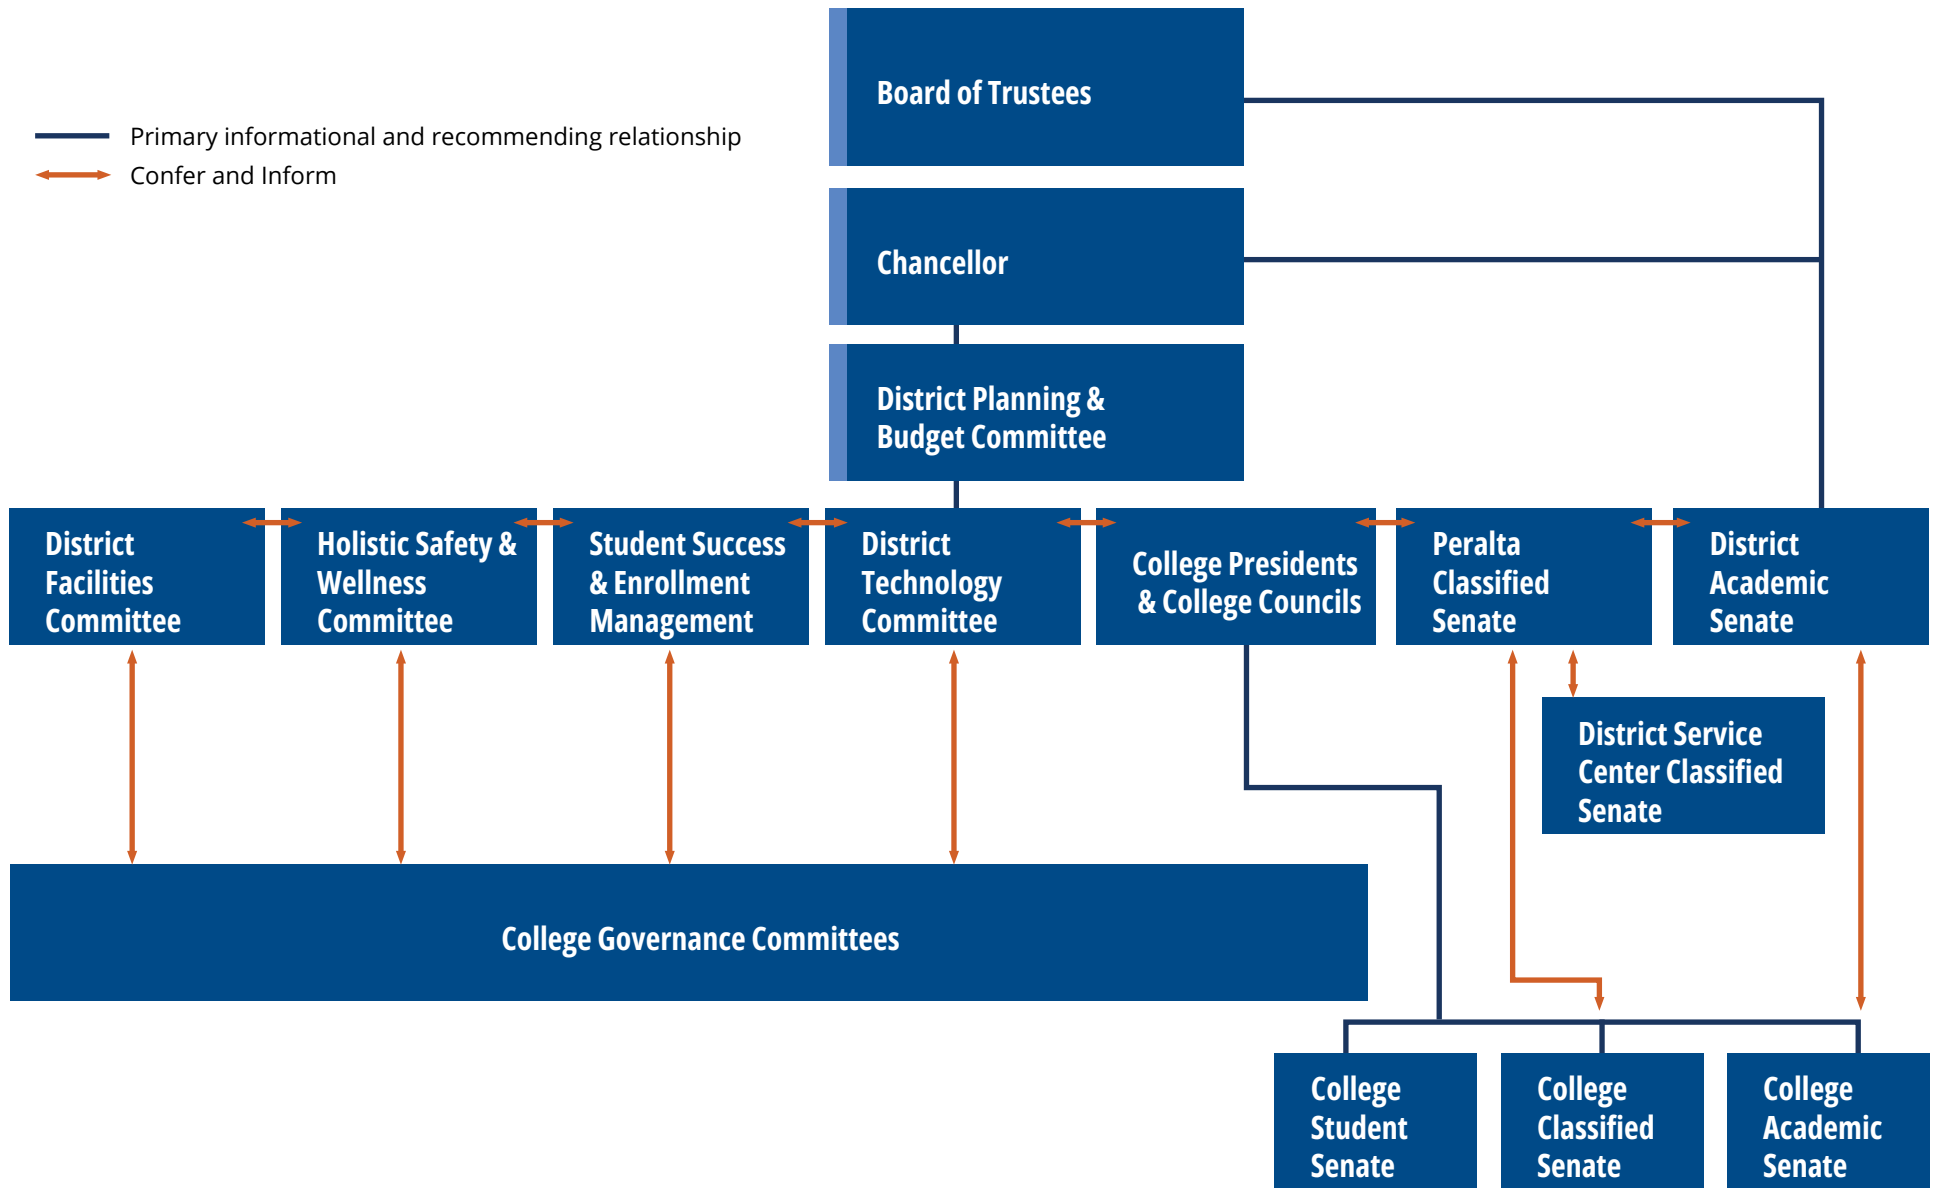 Board of Trustees
Primary informational and recommending relationship
Confer and Inform
Chancellor
District Planning &
Budget Committee
District
Facilities
Committee
Holistic Safety &
Wellness
Committee
Student Success
& Enrollment
Management
District
Technology
Committee
College Presidents
& College Councils
Peralta
Classified
Senate
District
Academic
Senate
District Service
Center Classified
Senate
College Governance Committees
College
Student
Senate
College
Classified
Senate
College
Academic
Senate